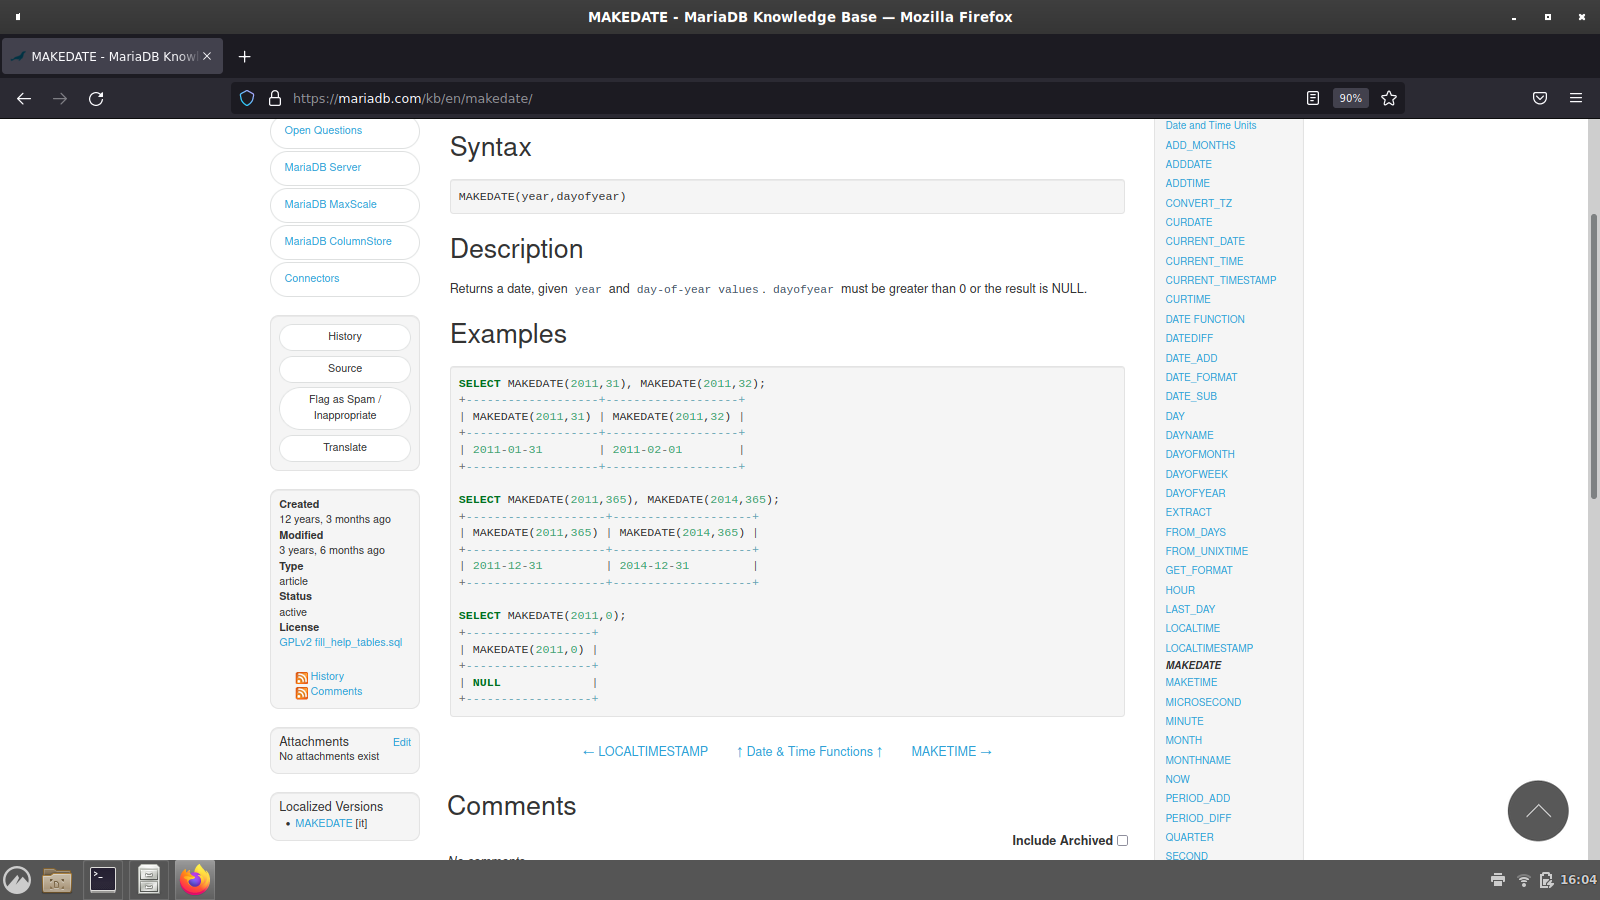 MAKEDATE - MariaDB Knowledge Base — Mozilla Firefox
MAKEDATE - MariaDB Knowl
https://mariadb.com/kb/en/makedate/
90%
Open Questions
MariaDB Server
MariaDB MaxScale
MariaDB ColumnStore
Connectors
History
Source
Flag as Spam /
Inappropriate
Translate
Created
12 years, 3 months ago
Modified
3 years, 6 months ago
Type
article
Status
active
License
GPLv2 fill_help_tables.sql
History
Comments
Attachments Edit
No attachments exist
Localized Versions
• MAKEDATE [it]
Syntax
MAKEDATE(year,dayofyear)
Description
Returns a date, given year and day-of-year values. dayofyear must be greater than 0 or the result is NULL.
Examples
SELECT MAKEDATE(2011,31), MAKEDATE(2011,32);
+-------------------+-------------------+
| MAKEDATE(2011,31) | MAKEDATE(2011,32) |
+-------------------+-------------------+
| 2011-01-31        | 2011-02-01        |
+-------------------+-------------------+
SELECT MAKEDATE(2011,365), MAKEDATE(2014,365);
+--------------------+--------------------+
| MAKEDATE(2011,365) | MAKEDATE(2014,365) |
+--------------------+--------------------+
| 2011-12-31         | 2014-12-31         |
+--------------------+--------------------+
SELECT MAKEDATE(2011,0);
+------------------+
| MAKEDATE(2011,0) |
+------------------+
| NULL             |
+------------------+
← LOCALTIMESTAMP ↑ Date & Time Functions ↑ MAKETIME →
Comments
Include Archived
No comments
Date and Time Units
ADD_MONTHS
ADDDATE
ADDTIME
CONVERT_TZ
CURDATE
CURRENT_DATE
CURRENT_TIME
CURRENT_TIMESTAMP
CURTIME
DATE FUNCTION
DATEDIFF
DATE_ADD
DATE_FORMAT
DATE_SUB
DAY
DAYNAME
DAYOFMONTH
DAYOFWEEK
DAYOFYEAR
EXTRACT
FROM_DAYS
FROM_UNIXTIME
GET_FORMAT
HOUR
LAST_DAY
LOCALTIME
LOCALTIMESTAMP
MAKEDATE
MAKETIME
MICROSECOND
MINUTE
MONTH
MONTHNAME
NOW
PERIOD_ADD
PERIOD_DIFF
QUARTER
SECOND
16:04